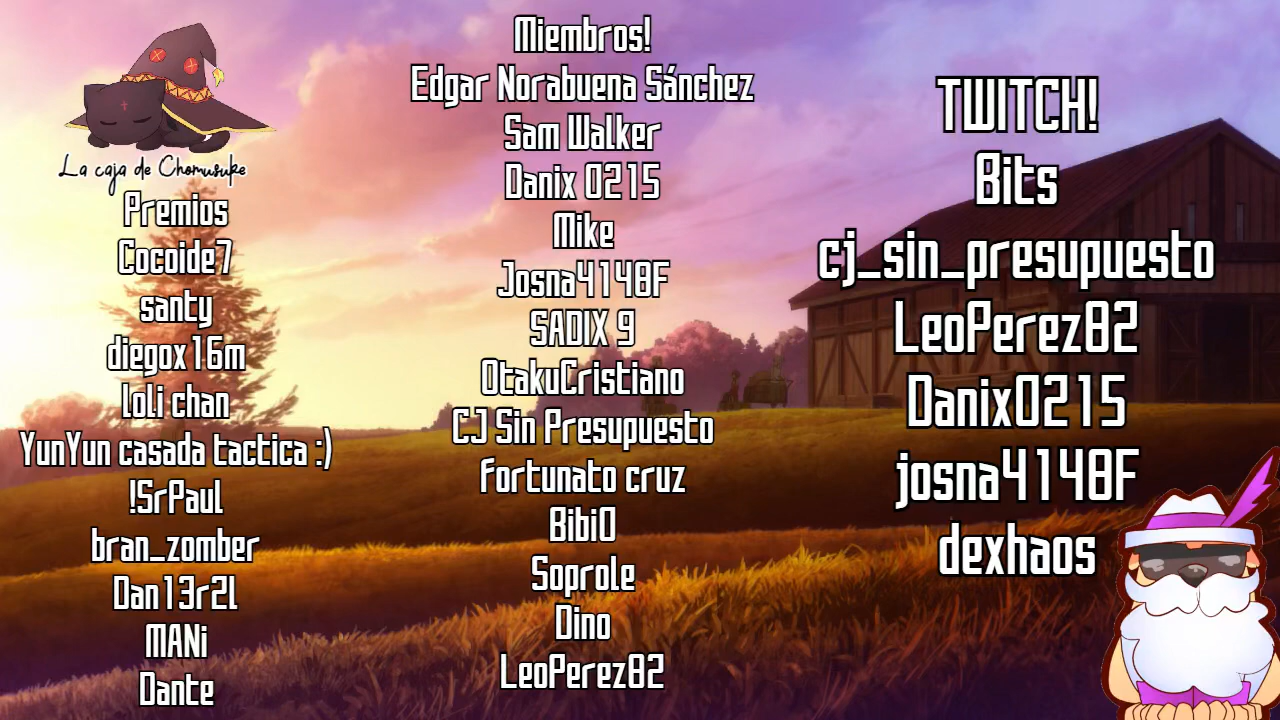 La caja de Chomusuke
Premios
Cocoide7
santy
diegox16m
loli chan
YunYun casada tactica :)
!SrPaul
bran_zomber
Dan13r2l
MANi
Dante
Miembros!
Edgar Norabuena Sánchez
Sam Walker
Danix 0215
Mike
Josna4148F
SADIX 9
OtakuCristiano
CJ Sin Presupuesto
Fortunato cruz
Bibi0
Soprole
Dino
LeoPerez82
TWITCH!
Bits
cj_sin_presupuesto
LeoPerez82
Danix0215
josna4148F
dexhaos